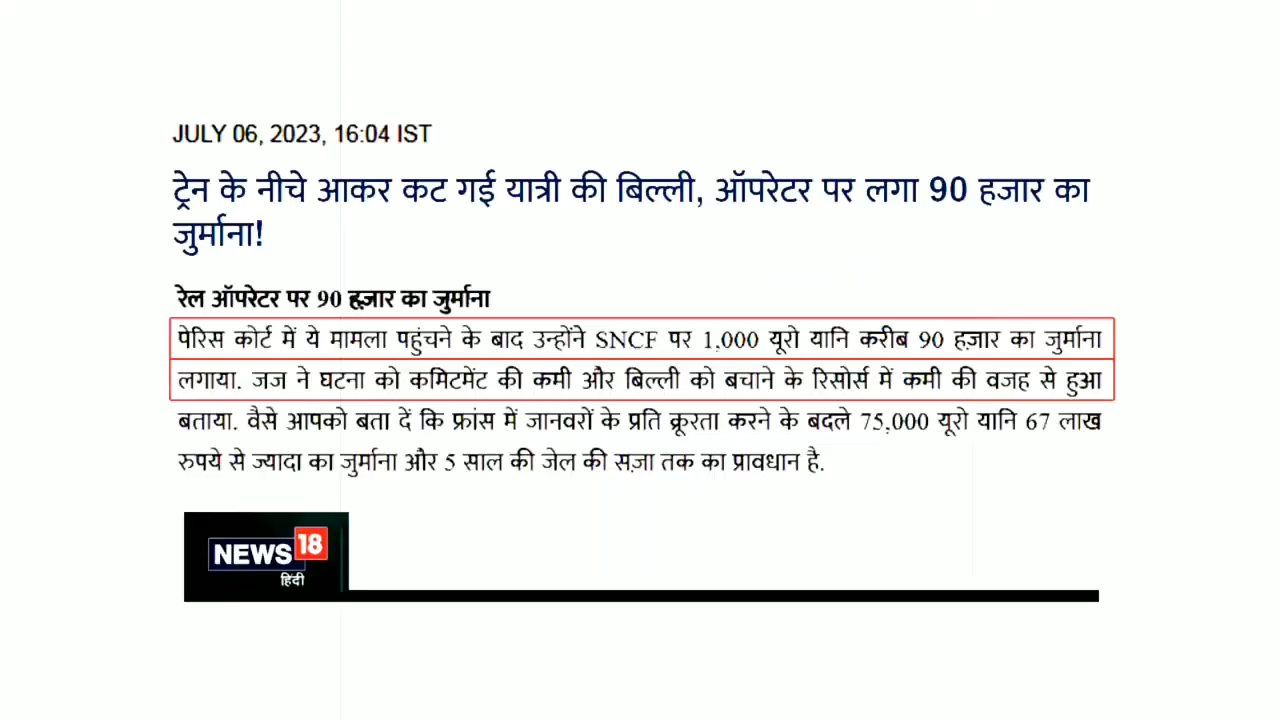 JULY 06, 2023, 16:04 IST
ट्रेन के नीचे आकर कट गई यात्री की बिल्ली, ऑपरेटर पर लगा 90 हजार का
जुर्माना!
रेल ऑपरेटर पर 90 हज़ार का जुर्माना
पेरिस कोर्ट में ये मामला पहुंचने के बाद उन्होंने SNCF पर 1,000 यूरो यानि करीब 90 हज़ार का जुर्माना
लगाया. जज ने घटना को कमिटमेंट की कमी और बिल्ली को बचाने के रिसोर्स में कमी की वजह से हुआ
बताया. वैसे आपको बता दें कि फ्रांस में जानवरों के प्रति क्रूरता करने के बदले 75,000 यूरो यानि 67 लाख
रुपये से ज्यादा का जुर्माना और 5 साल की जेल की सज़ा तक का प्रावधान है.
NEWS 18
हिंदी